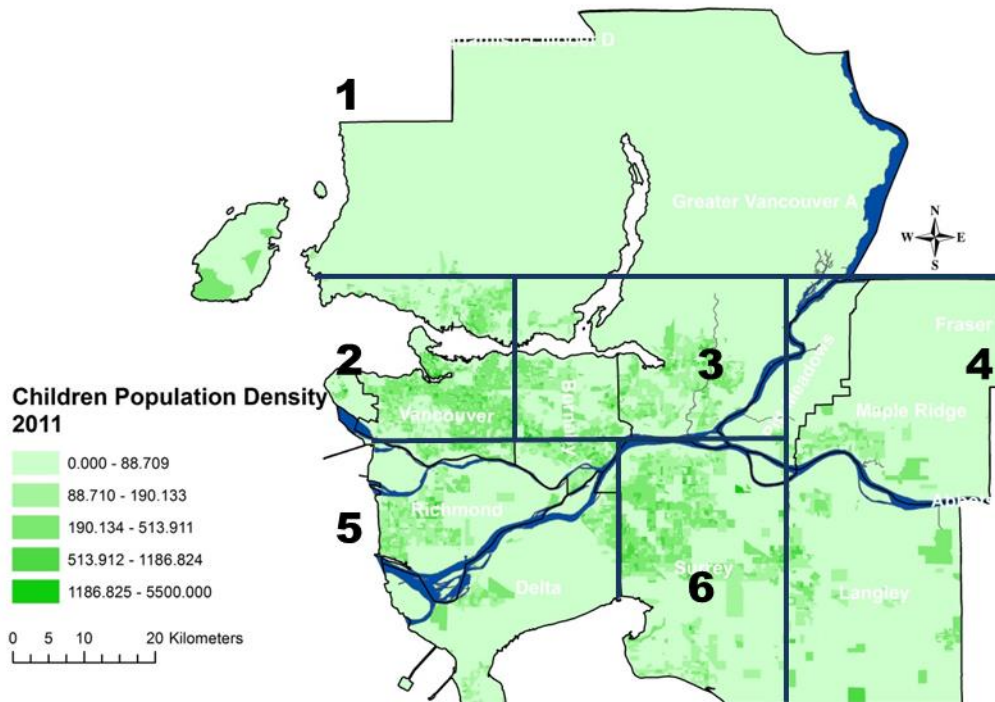 1
Greater Vancouver A
N
W E
S
Fraser
2
3
4
Children Population Density
2011
Vancouver
Maple Ridge
0.000 - 88.709
88.710 - 190.133
190.134 - 513.911
513.912 - 1186.824
1186.825 - 5500.000
5
Richmond
Delta
Surrey
6
Langley
0 5 10 20 Kilometers